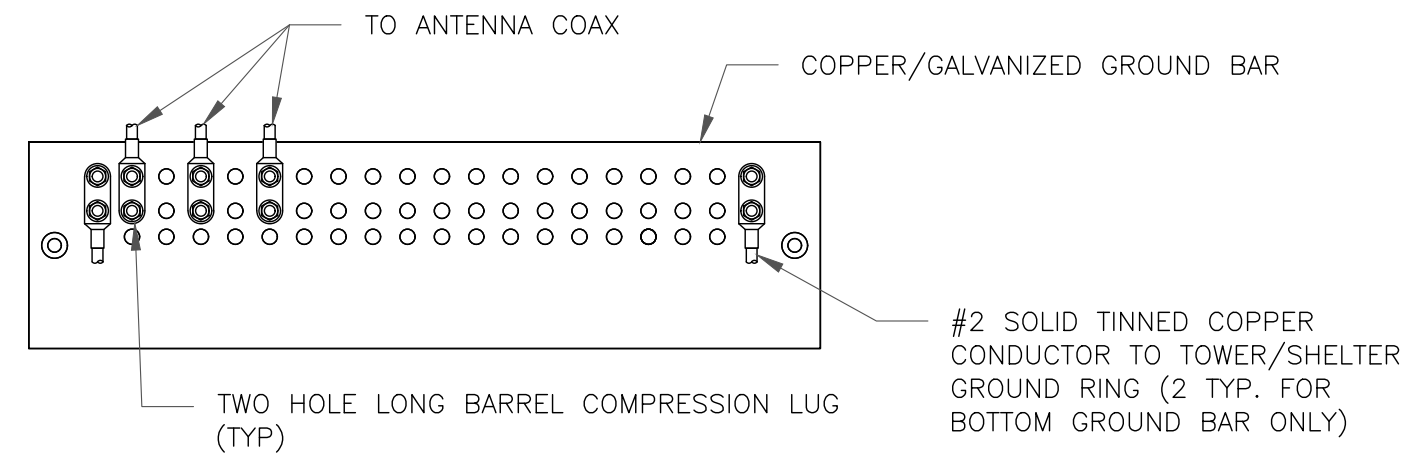 TO ANTENNA COAX
COPPER/GALVANIZED GROUND BAR
#2 SOLID TINNED COPPER
CONDUCTOR TO TOWER/SHELTER
GROUND RING (2 TYP. FOR
BOTTOM GROUND BAR ONLY)
TWO HOLE LONG BARREL COMPRESSION LUG
(TYP)